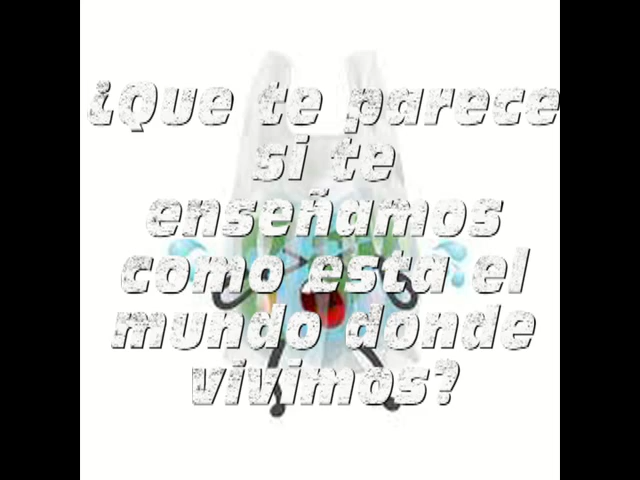 ¿Que te parece
si te
enseñamos
como esta el
mundo donde
vivimos?